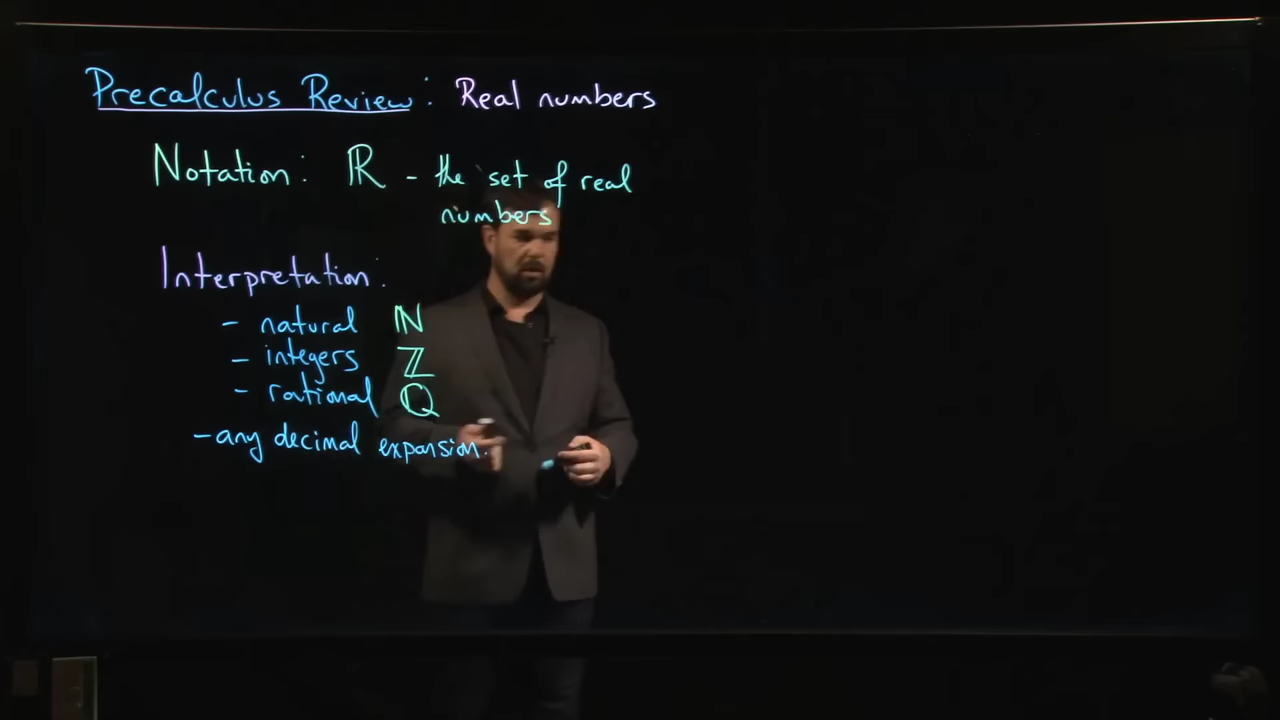 Precalculus Review: Real numbers
Notation: ℝ - the set of real
numbers
Interpretation:
- natural ℕ
- integers ℤ
- rational ℚ
- any decimal expansion.